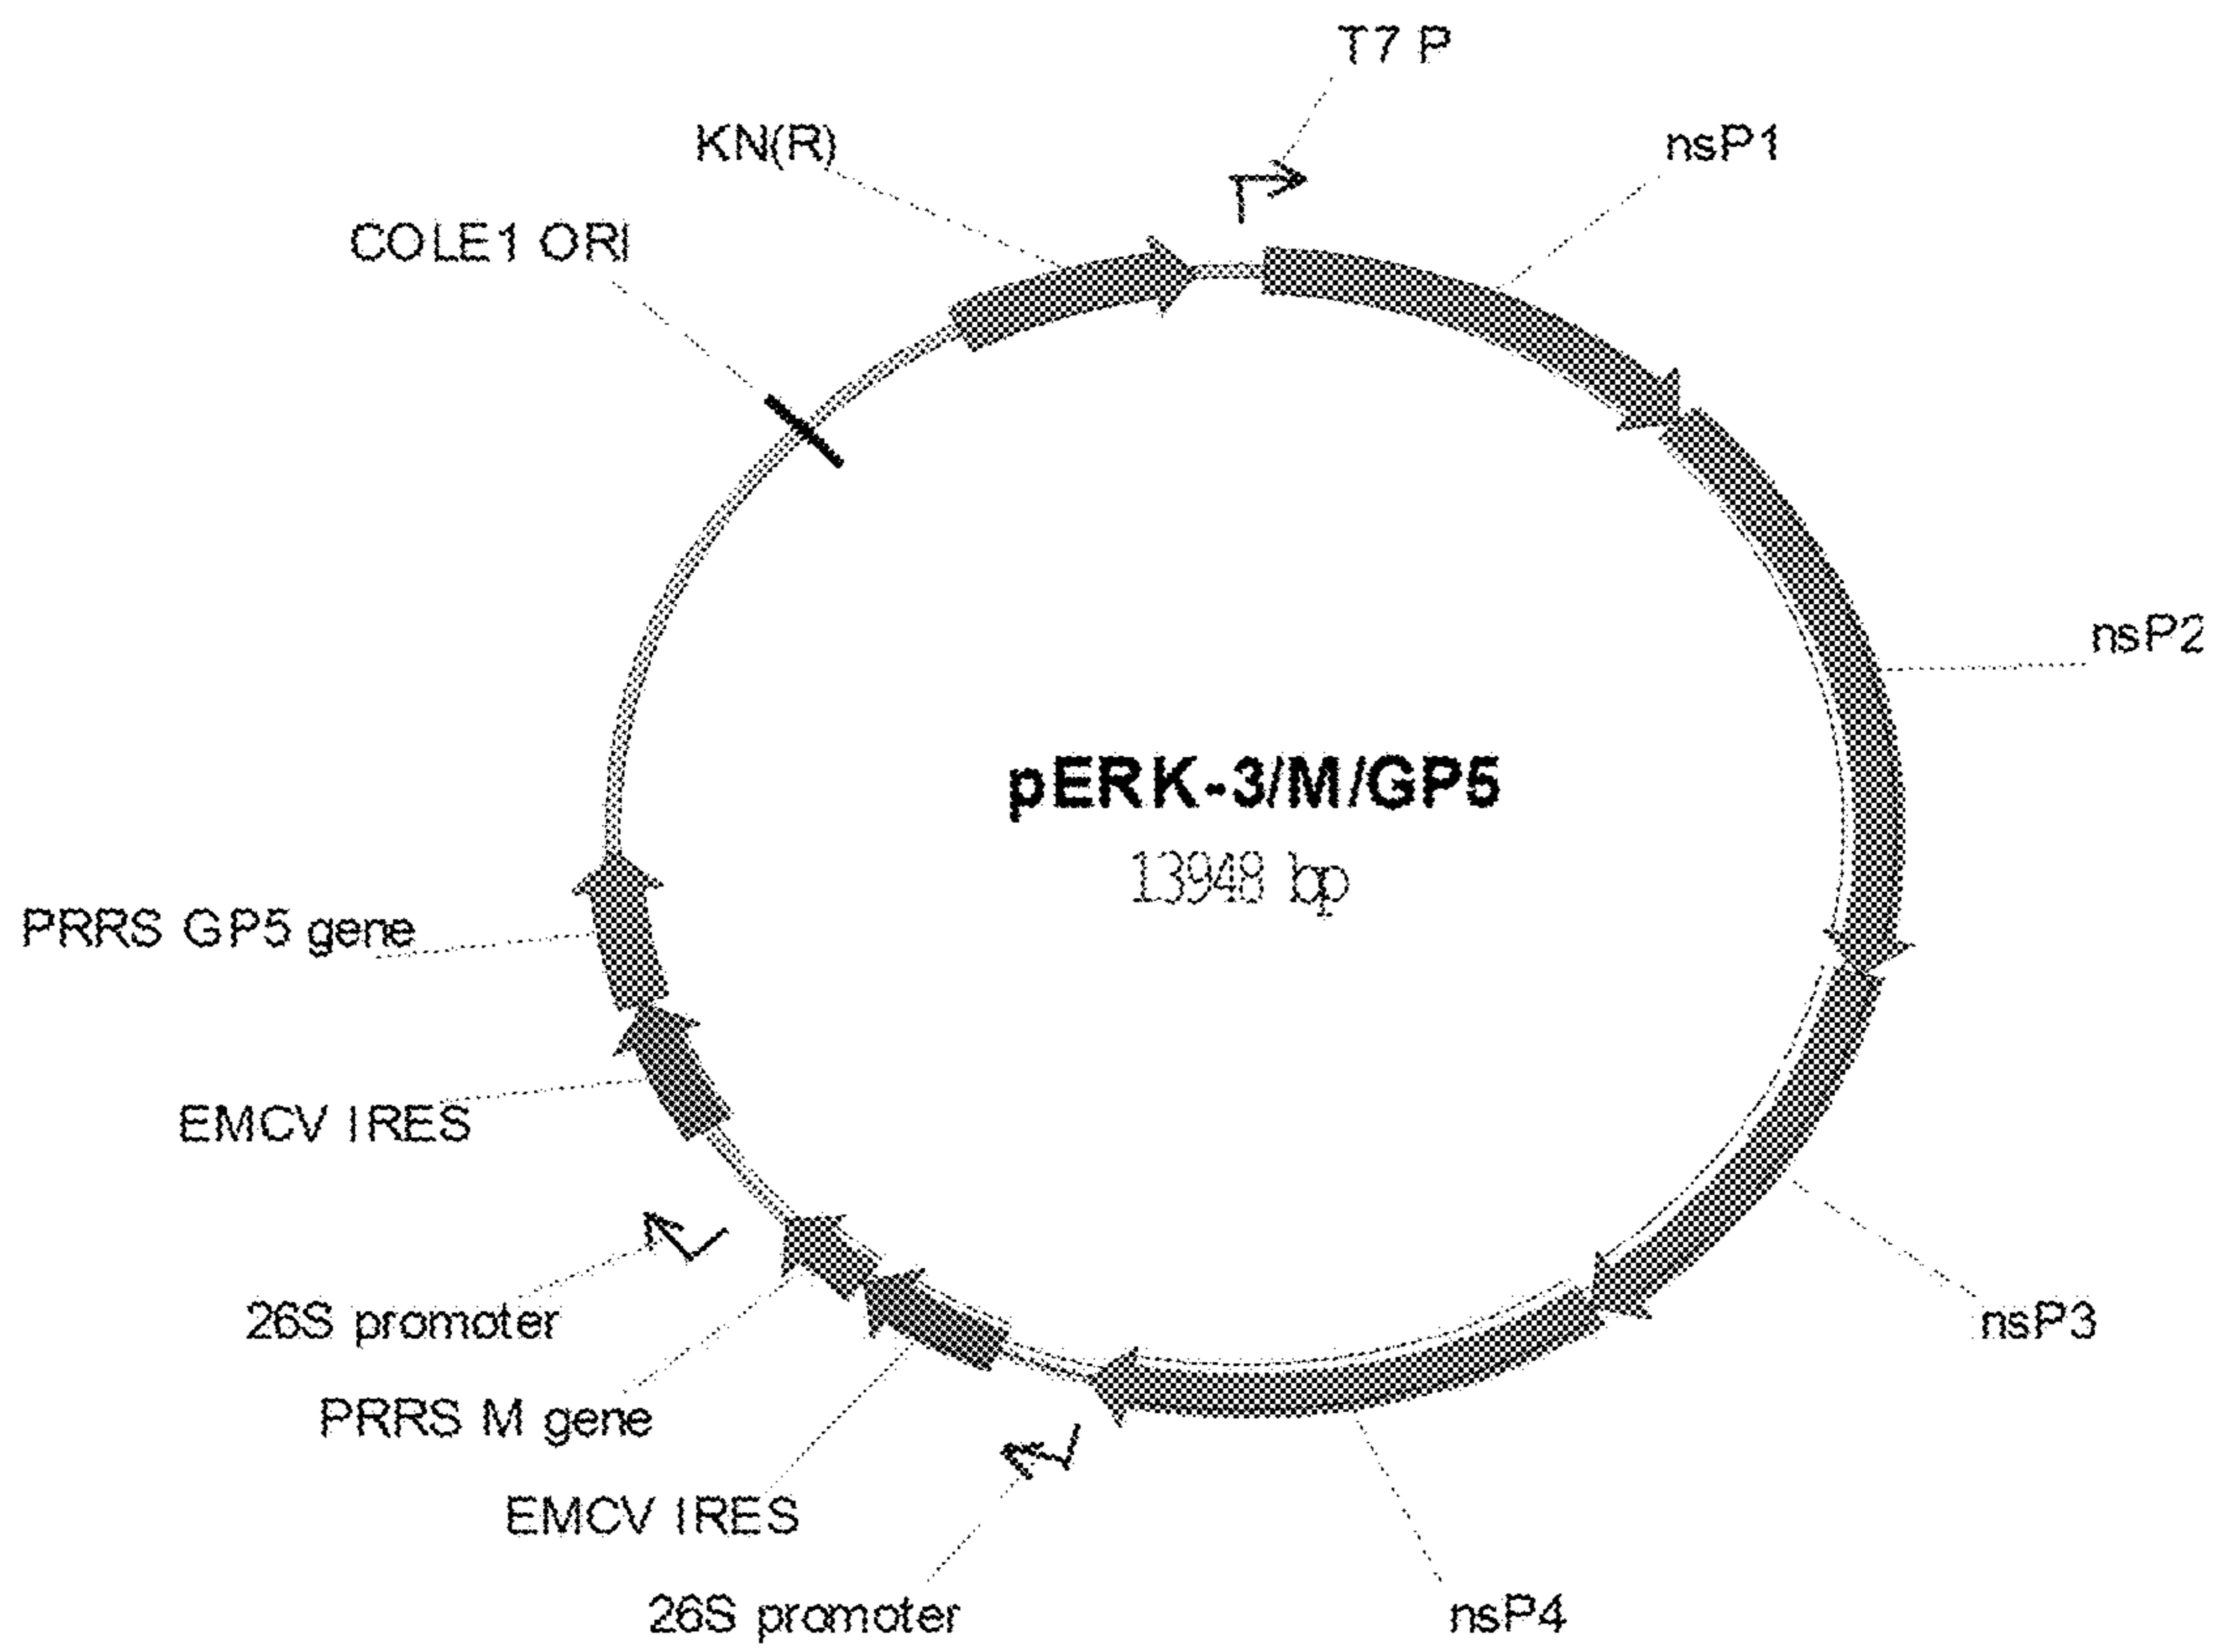 T7 P
KN(R)
nsP1
COLE1 ORI
nsP2
pERK-3/M/GP5
13948 bp
PRRS GP5 gene
EMCV IRES
26S promoter
nsP3
PRRS M gene
EMCV IRES
26S promoter
nsP4